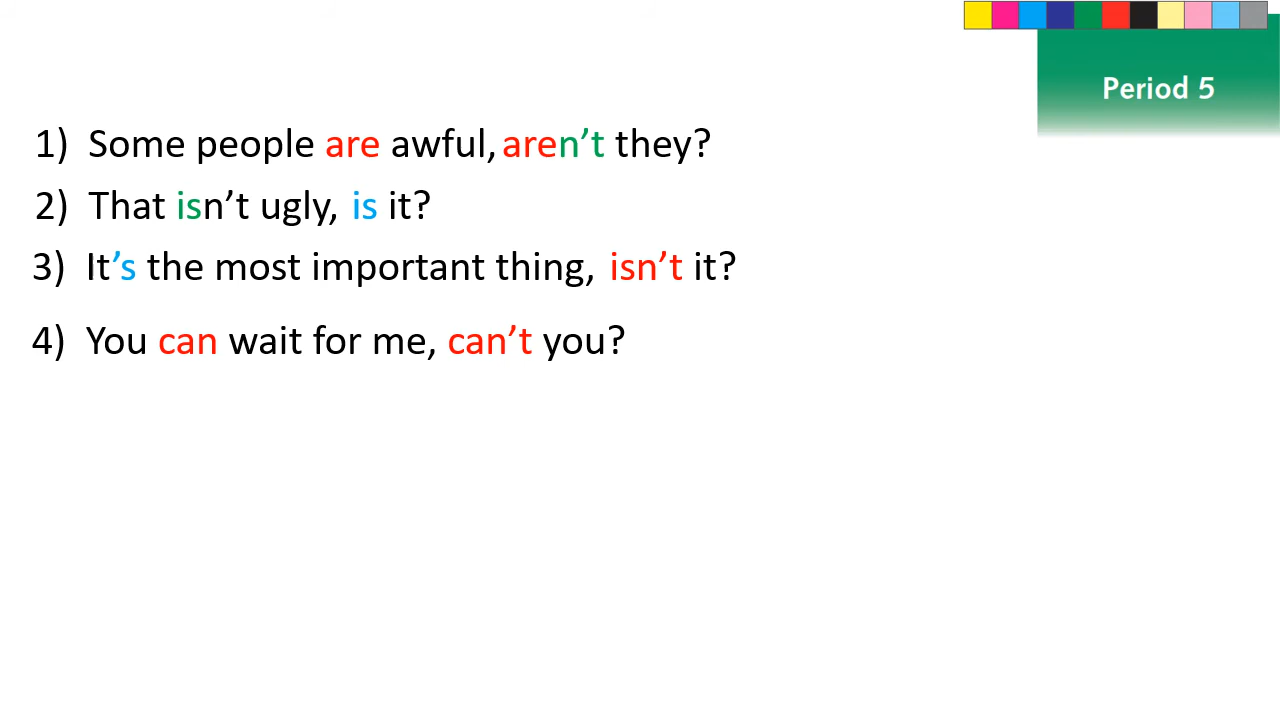 Period 5
1) Some people are awful, aren’t they?
2) That isn’t ugly, is it?
3) It’s the most important thing, isn’t it?
4) You can wait for me, can’t you?